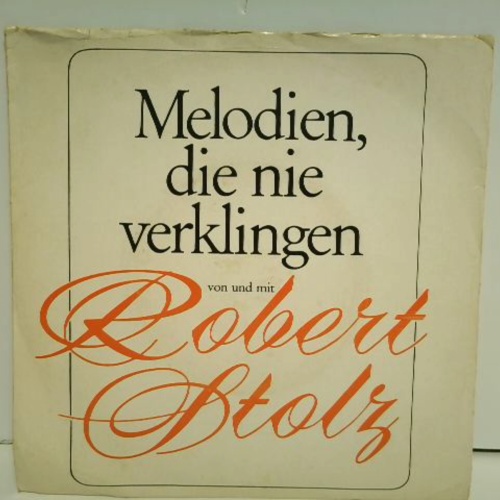 Melodien,
die nie
verklingen
von und mit
Robert
Stolz